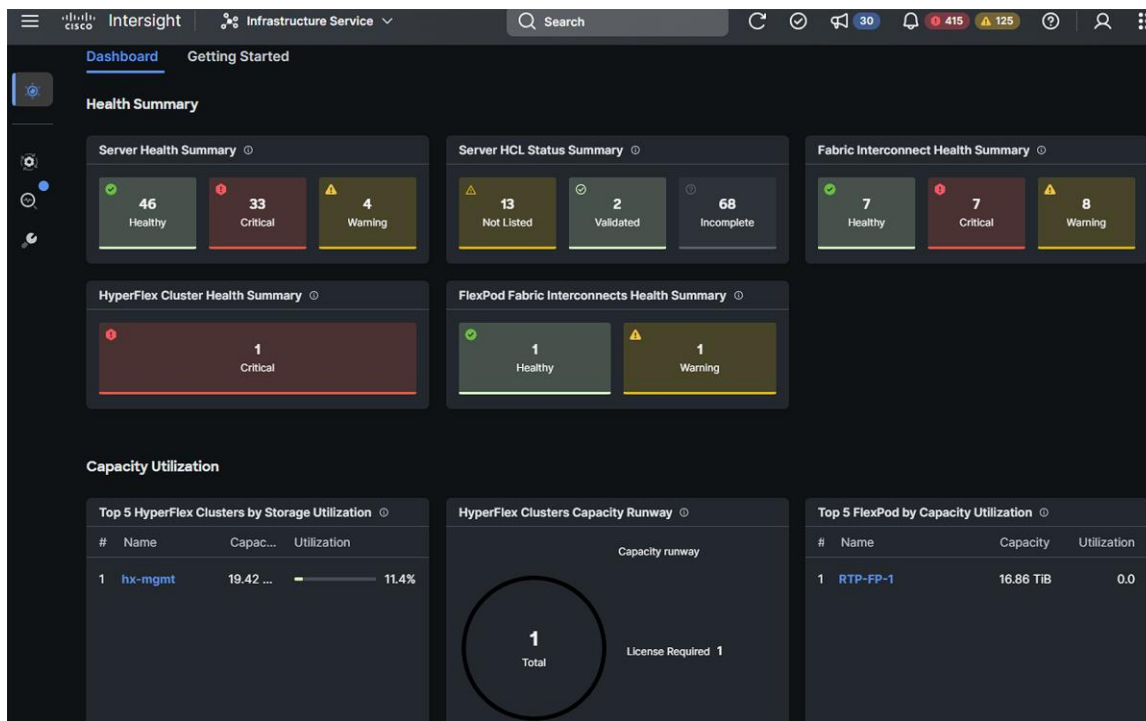 cisco Intersight Infrastructure Service Search 30 415 125
Dashboard Getting Started
Health Summary
Server Health Summary
46
Healthy
33
Critical
4
Warning
Server HCL Status Summary
13
Not Listed
2
Validated
68
Incomplete
Fabric Interconnect Health Summary
7
Healthy
7
Critical
8
Warning
HyperFlex Cluster Health Summary
1
Critical
FlexPod Fabric Interconnects Health Summary
1
Healthy
1
Warning
Capacity Utilization
Top 5 HyperFlex Clusters by Storage Utilization
# Name Capac... Utilization
1 hx-mgmt 19.42 ... 11.4%
HyperFlex Clusters Capacity Runway
Capacity runway
1
Total
License Required 1
Top 5 FlexPod by Capacity Utilization
# Name Capacity Utilization
1 RTP-FP-1 16.86 TiB 0.0